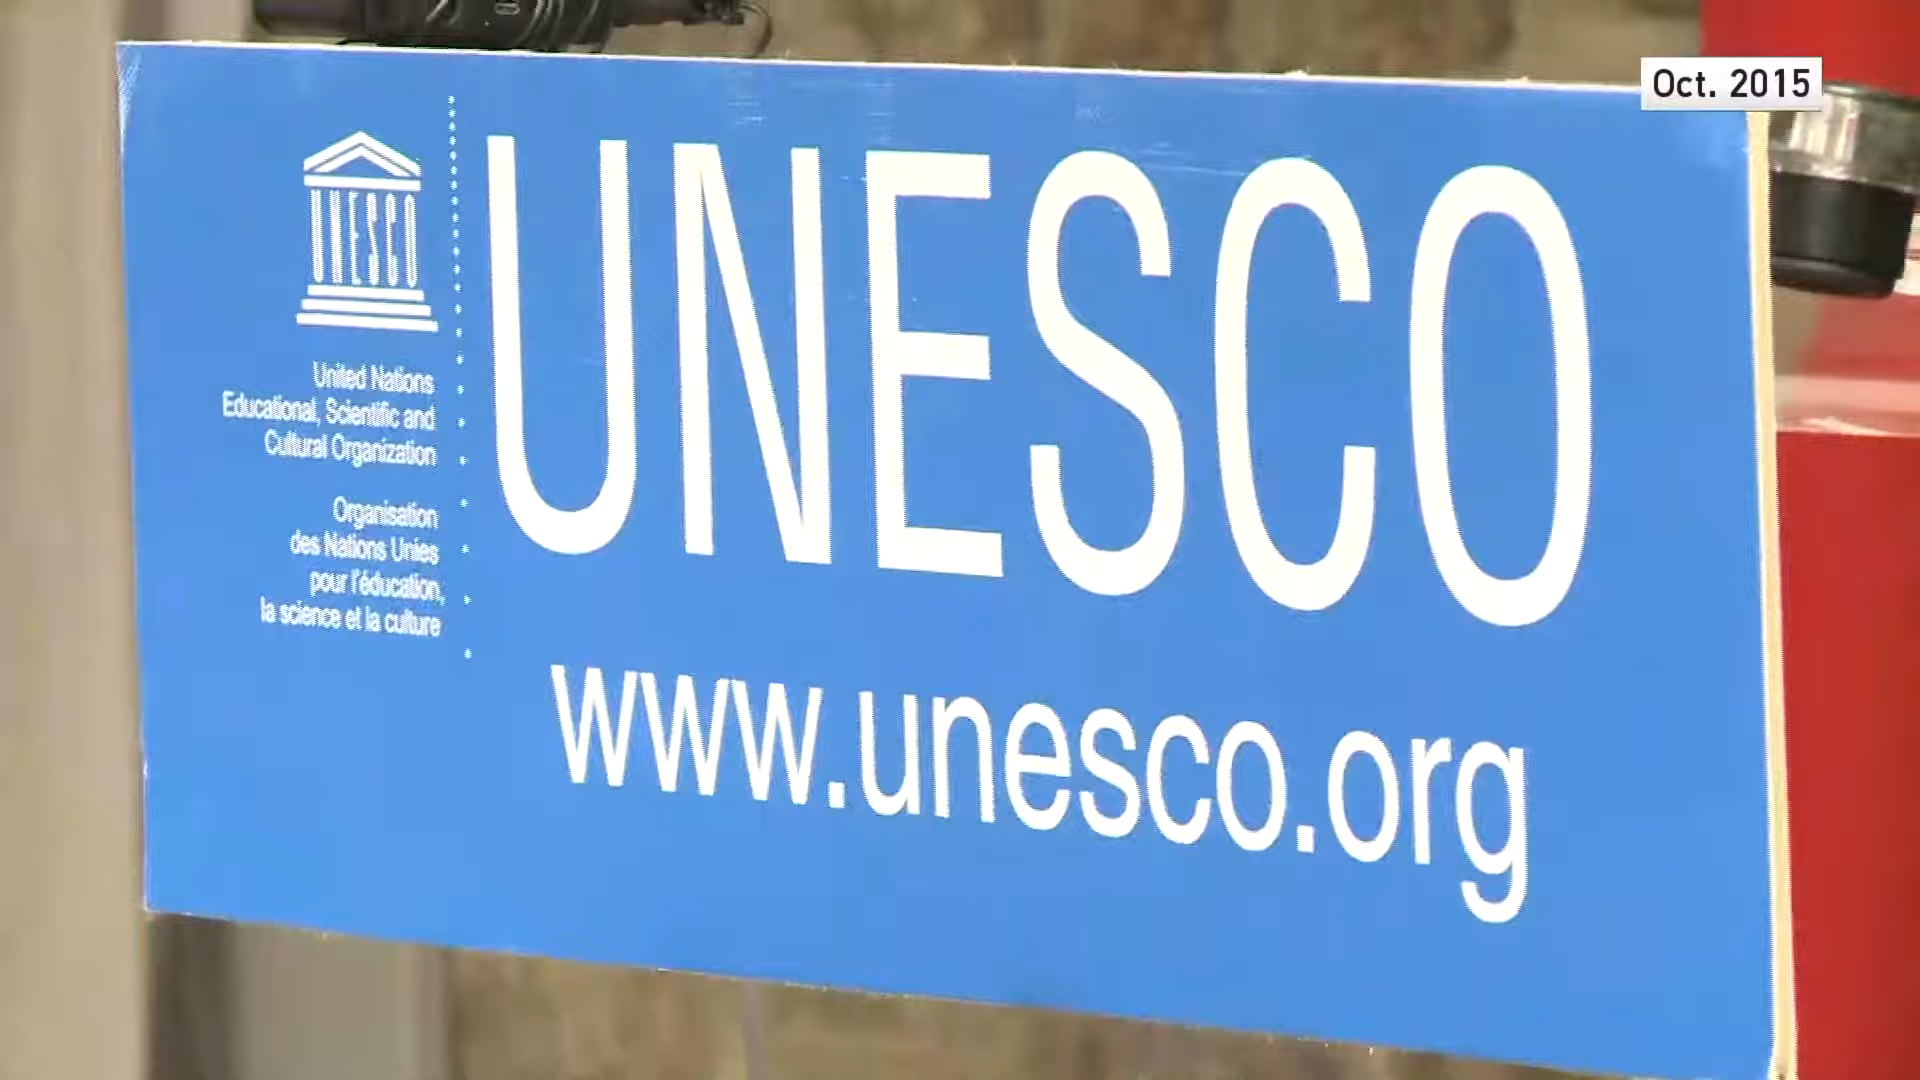 Oct. 2015
UNESCO
United Nations
Educational, Scientific and
Cultural Organization
Organisation
des Nations Unies
pour l'éducation,
la science et la culture
UNESCO
www.unesco.org